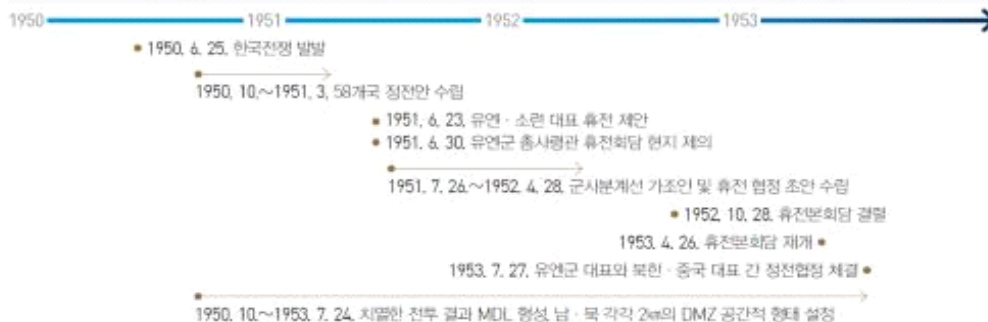 1950 1951 1952 1953
1950. 6. 25. 한국전쟁 발발
1950. 10.~1951. 3. 58개국 정전안 수립
1951. 6. 23. 유엔 · 소련 대표 휴전 제안
1951. 6. 30. 유엔군 총사령관 휴전회담 현지 제의
1951. 7. 26.~1952. 4. 28. 군사분계선 가조안 및 휴전 협정 초안 수립
1952. 10. 28. 휴전본회담 결렬
1953. 4. 26. 휴전본회담 재개
1953. 7. 27. 유엔군 대표와 북한 · 중국 대표 간 정전협정 체결
1950. 10.~1953. 7. 24. 치열한 전투 결과 MDL 형성, 남 · 북 각각 2km의 DMZ 공간적 형태 설정